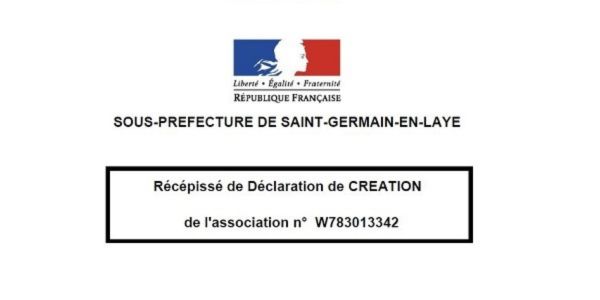 Liberté • Égalité • Fraternité
RÉPUBLIQUE FRANÇAISE
SOUS-PREFECTURE DE SAINT-GERMAIN-EN-LAYE
Récépissé de Déclaration de CREATION
de l'association n° W783013342